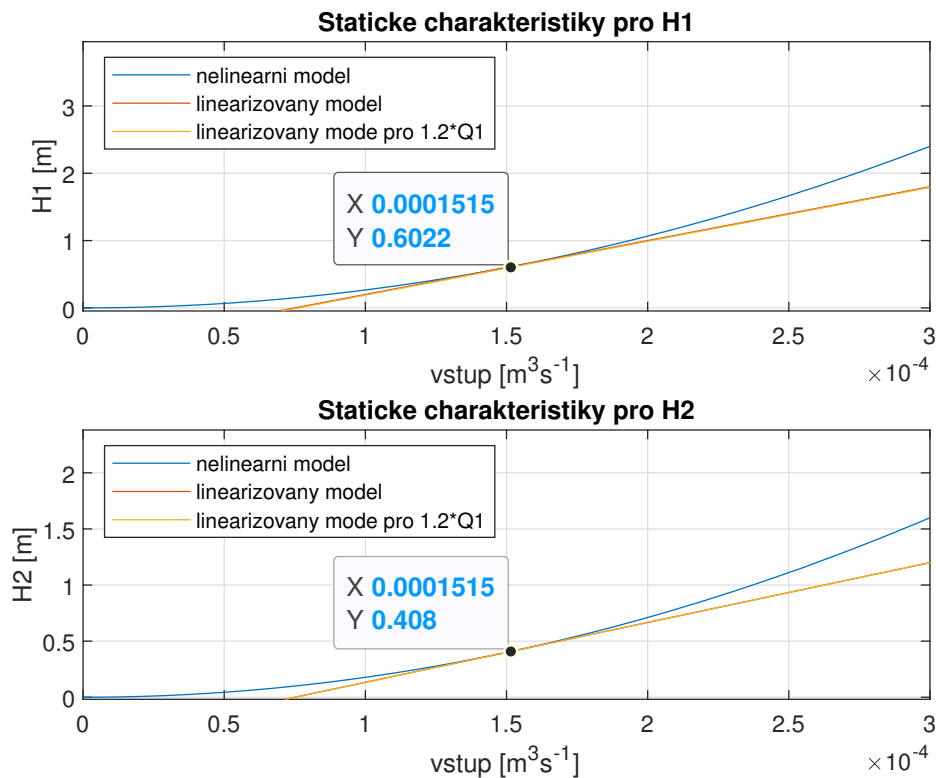 Staticke charakteristiky pro H1
nelinearni model
linearizovany model
linearizovany mode pro 1.2*Q1
X 0.0001515
Y 0.6022
H1 [m]
3
2
1
0
0 0.5 1 1.5 2 2.5 3
vstup [m³s⁻¹]
×10⁻⁴
Staticke charakteristiky pro H2
nelinearni model
linearizovany model
linearizovany mode pro 1.2*Q1
X 0.0001515
Y 0.408
H2 [m]
2
1.5
1
0.5
0
0 0.5 1 1.5 2 2.5 3
vstup [m³s⁻¹]
×10⁻⁴